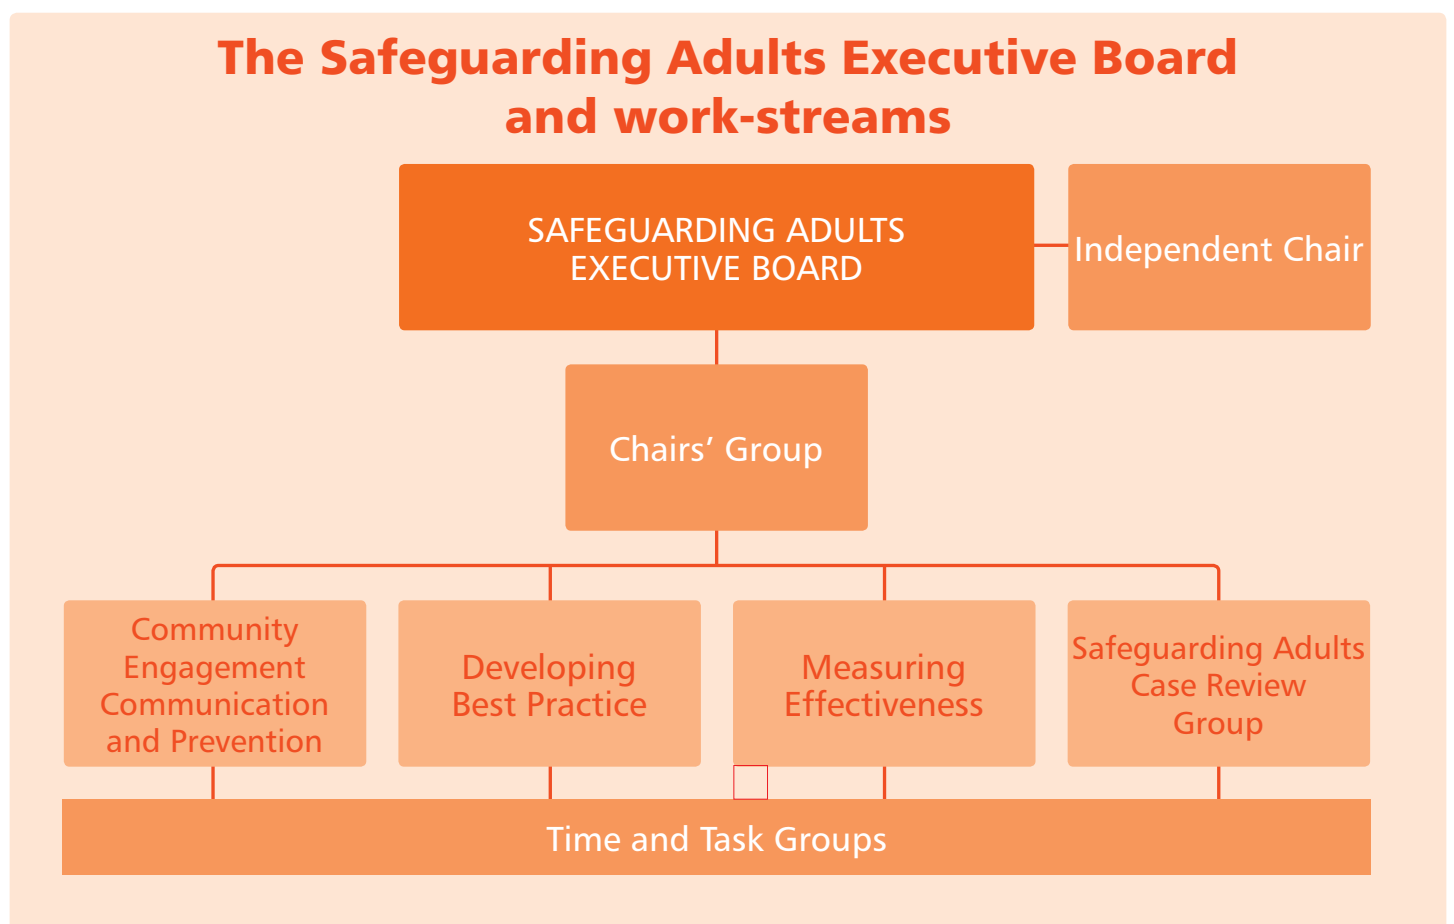 The Safeguarding Adults Executive Board
and work-streams
SAFEGUARDING ADULTS
EXECUTIVE BOARD
Independent Chair
Chairs’ Group
Community
Engagement
Communication
and Prevention
Developing
Best Practice
Measuring
Effectiveness
Safeguarding Adults
Case Review
Group
Time and Task Groups